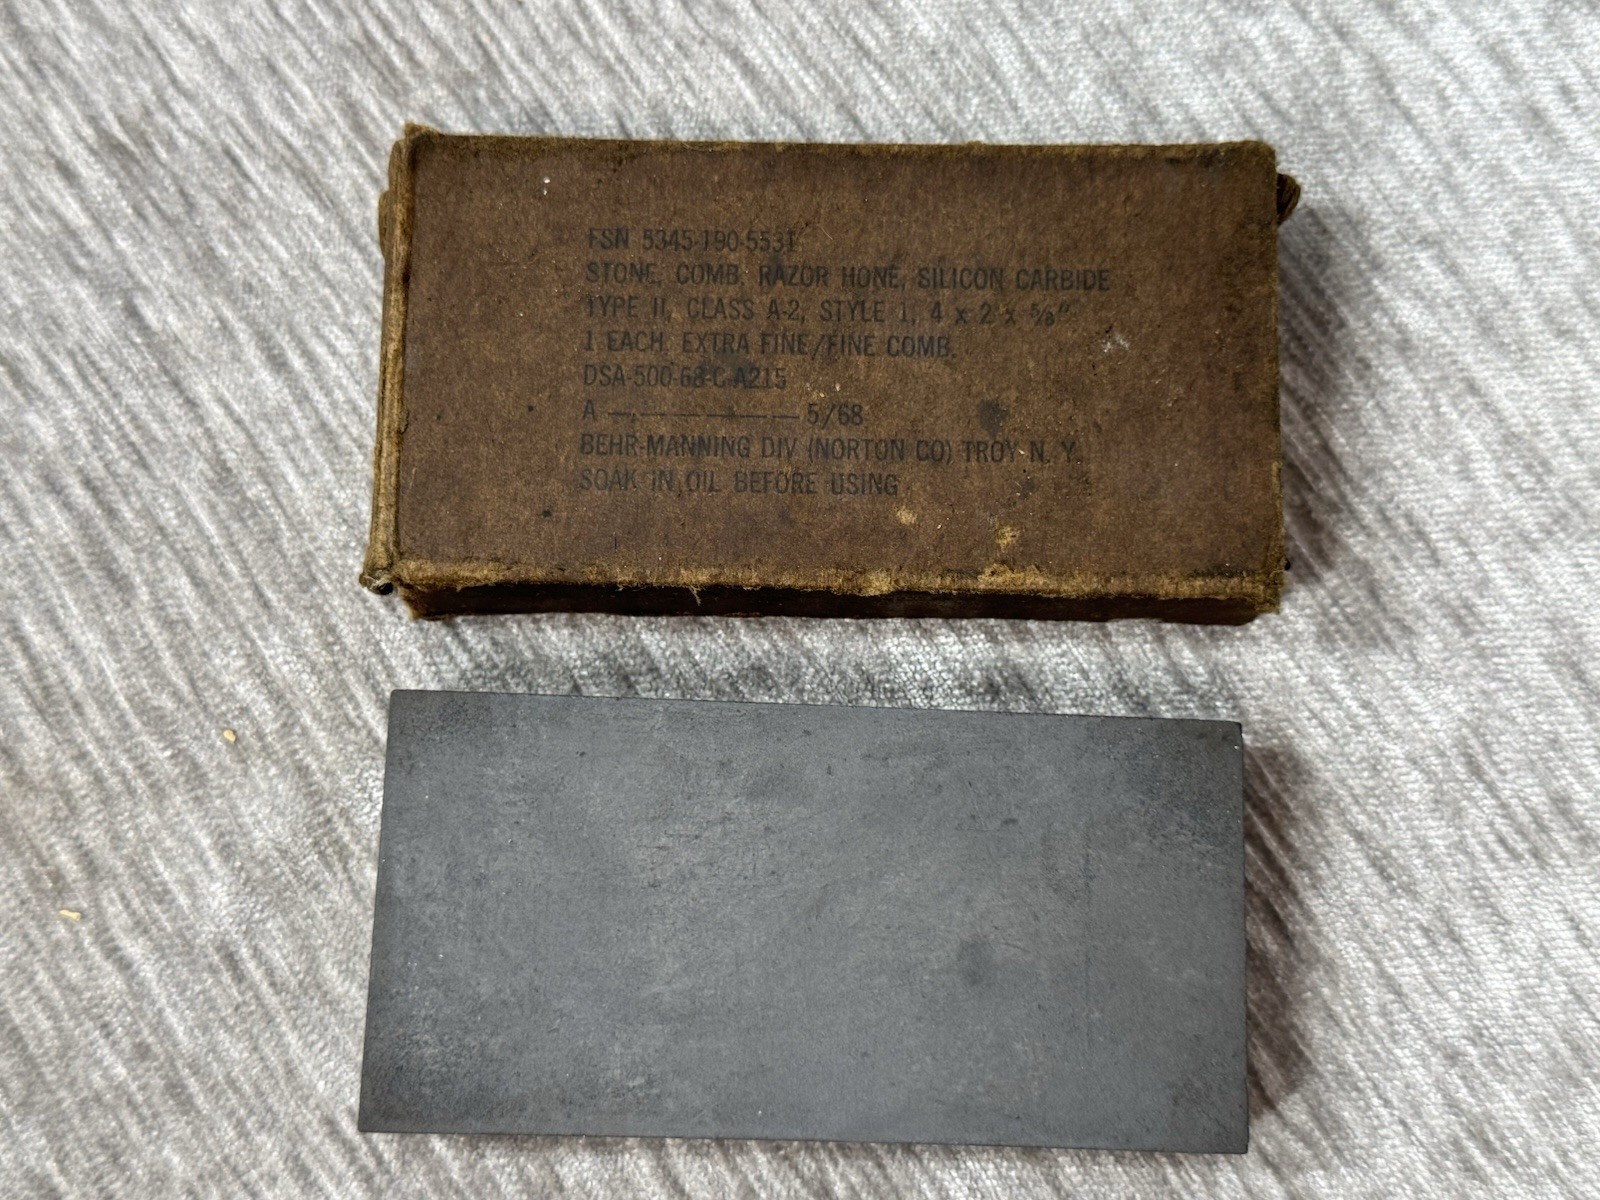 FSN 5345-190-5531
STONE, COMB. RAZOR HONE, SILICON CARBIDE
TYPE II, CLASS A-2, STYLE 1, 4 x 2 x 5/8"
1 EACH EXTRA FINE/FINE COMB.
DSA-500-68-C-A215
A — 5/68
BEHR-MANNING DIV (NORTON CO) TROY N. Y.
SOAK IN OIL BEFORE USING